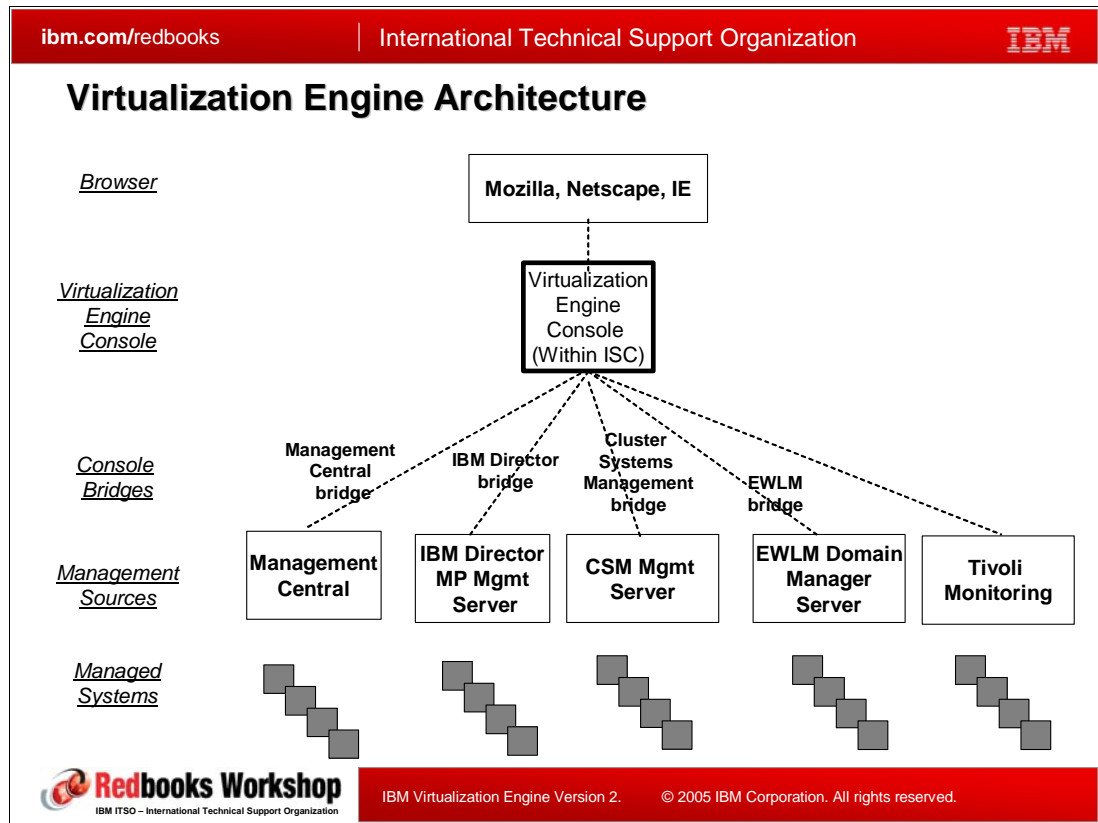 ibm.com/redbooks
International Technical Support Organization
IBM
Virtualization Engine Architecture
Browser
Mozilla, Netscape, IE
Virtualization
Engine
Console
Virtualization
Engine
Console
(Within ISC)
Console
Bridges
Management
Central
bridge
IBM Director
bridge
Cluster
Systems
Management
bridge
EWLM
bridge
Management
Sources
Management
Central
IBM Director
MP Mgmt
Server
CSM Mgmt
Server
EWLM Domain
Manager
Server
Tivoli
Monitoring
Managed
Systems
Redbooks Workshop
IBM ITSO – International Technical Support Organization
IBM Virtualization Engine Version 2.
© 2005 IBM Corporation. All rights reserved.